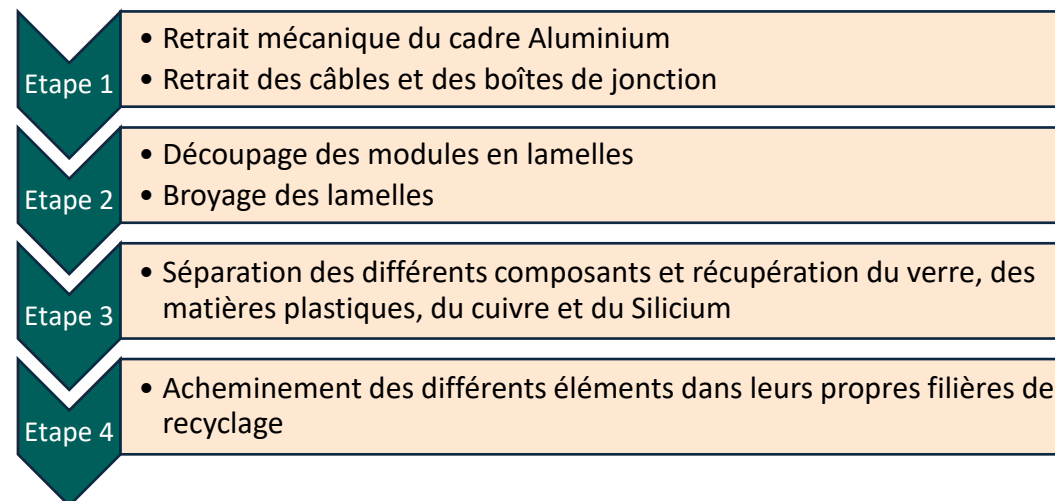 Etape 1
• Retrait mécanique du cadre Aluminium
• Retrait des câbles et des boîtes de jonction
Etape 2
• Découpage des modules en lamelles
• Broyage des lamelles
Etape 3
• Séparation des différents composants et récupération du verre, des
matières plastiques, du cuivre et du Silicium
Etape 4
• Acheminement des différents éléments dans leurs propres filières de
recyclage